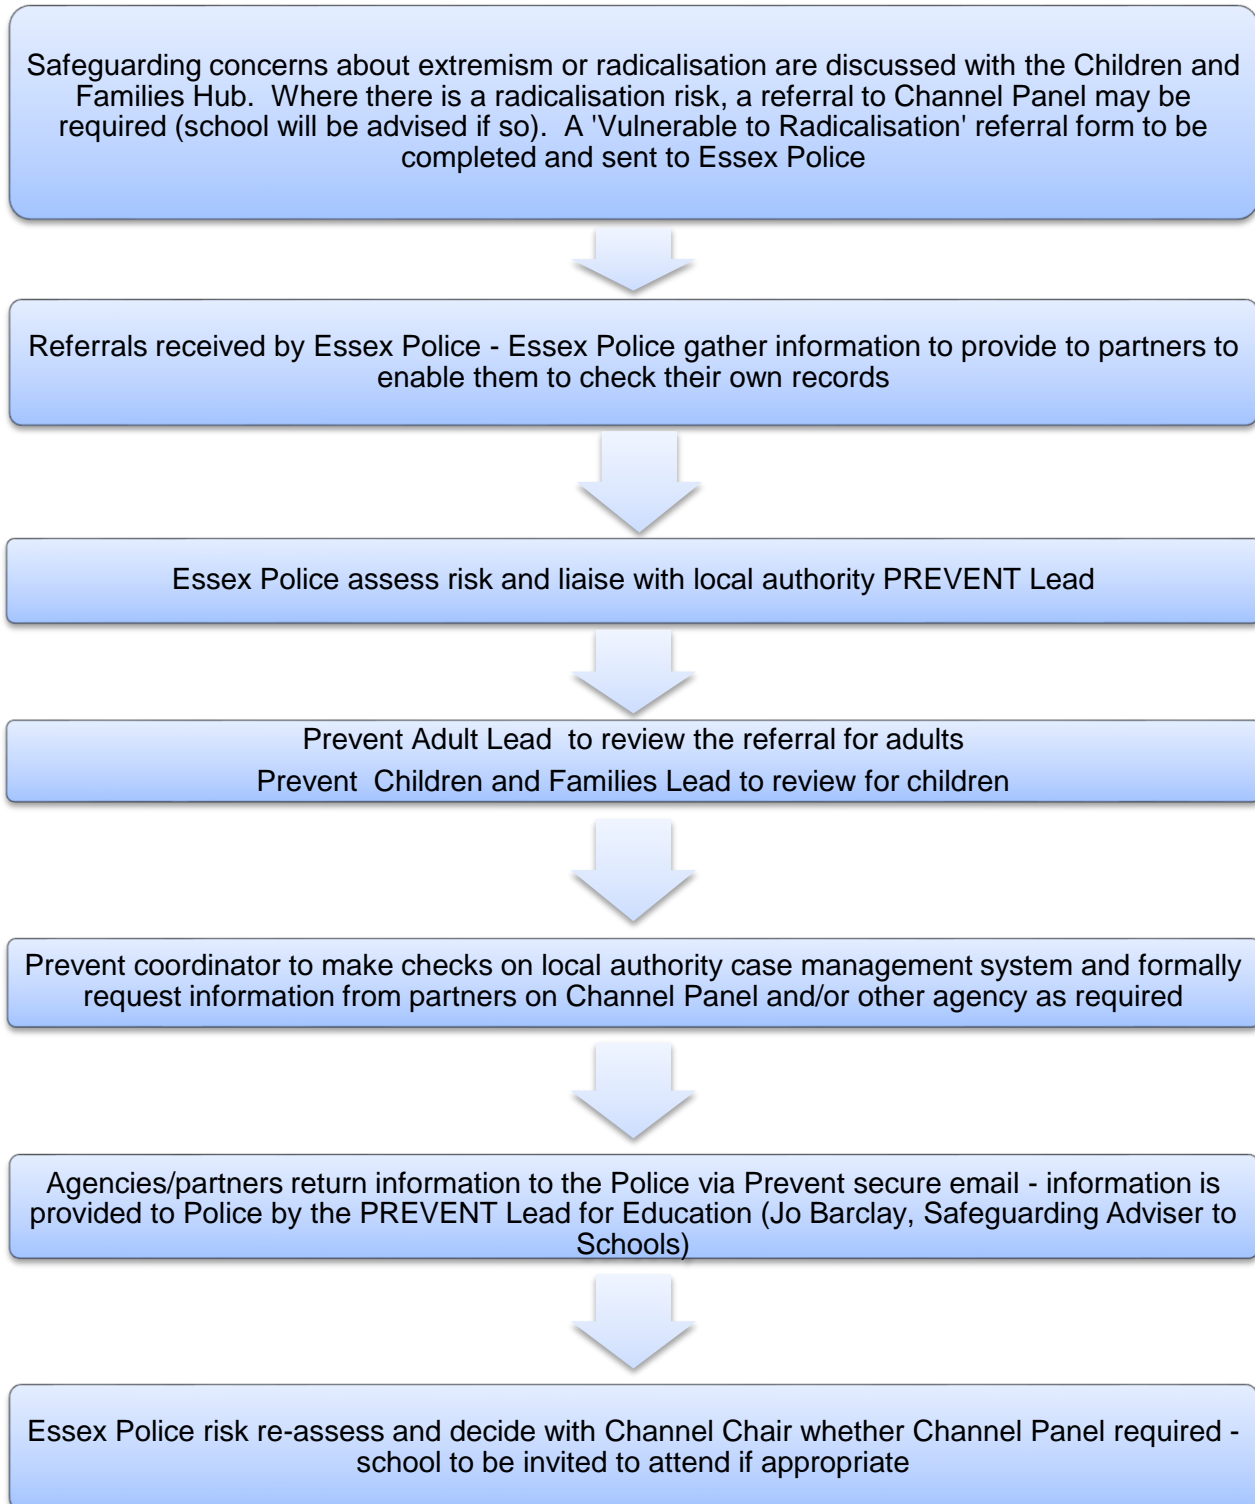 Safeguarding concerns about extremism or radicalisation are discussed with the Children and
Families Hub.  Where there is a radicalisation risk, a referral to Channel Panel may be
required (school will be advised if so).  A 'Vulnerable to Radicalisation' referral form to be
completed and sent to Essex Police
Referrals received by Essex Police - Essex Police gather information to provide to partners to
enable them to check their own records
Essex Police assess risk and liaise with local authority PREVENT Lead
Prevent Adult Lead  to review the referral for adults
Prevent  Children and Families Lead to review for children
Prevent coordinator to make checks on local authority case management system and formally
request information from partners on Channel Panel and/or other agency as required
Agencies/partners return information to the Police via Prevent secure email - information is
provided to Police by the PREVENT Lead for Education (Jo Barclay, Safeguarding Adviser to
Schools)
Essex Police risk re-assess and decide with Channel Chair whether Channel Panel required -
school to be invited to attend if appropriate